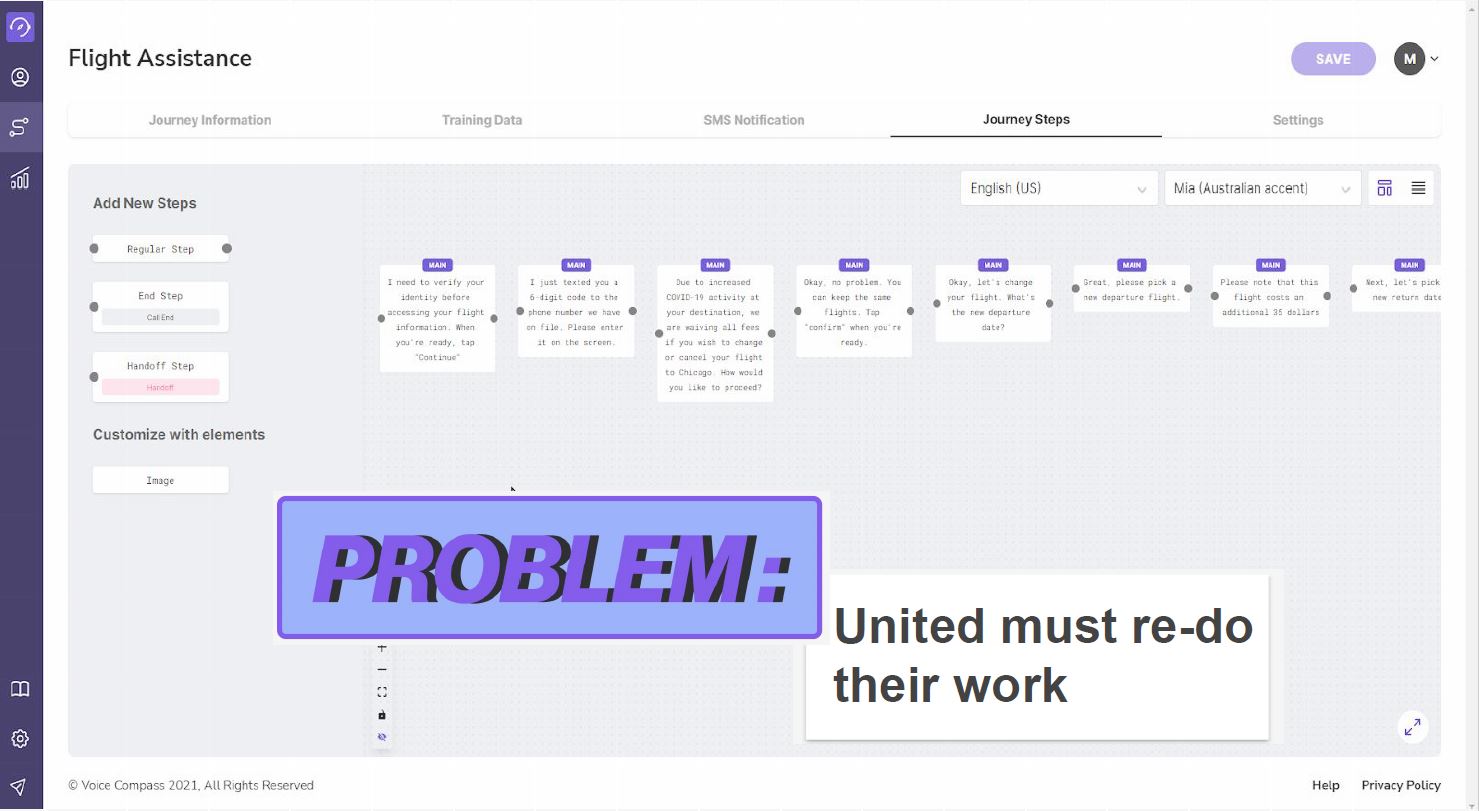 Flight Assistance
SAVE
M
Journey Information
Training Data
SMS Notification
Journey Steps
Settings
Add New Steps
Regular Step
End Step
Call End
Handoff Step
Handoff
Customize with elements
Image
English (US)
Mia (Australian accent)
MAIN
I need to verify your
identity before
accessing your flight
information. When
you're ready, tap
"Continue"
MAIN
I just texted you a
6-digit code to the
phone number we have
on file. Please enter
it on the screen.
MAIN
Due to increased
COVID-19 activity at
your destination, we
are waiving all fees
if you wish to change
or cancel your flight
to Chicago. How would
you like to proceed?
MAIN
Okay, no problem. You
can keep the same
flights. Tap
"confirm" when you're
ready.
MAIN
Okay, let's change
your flight. What's
the new departure
date?
MAIN
Great, please pick a
new departure flight.
MAIN
Please note that this
flight costs an
additional 35 dollars
MAIN
Next, let's pick
new return date
PROBLEM:
United must re-do
their work
© Voice Compass 2021, All Rights Reserved
Help
Privacy Policy